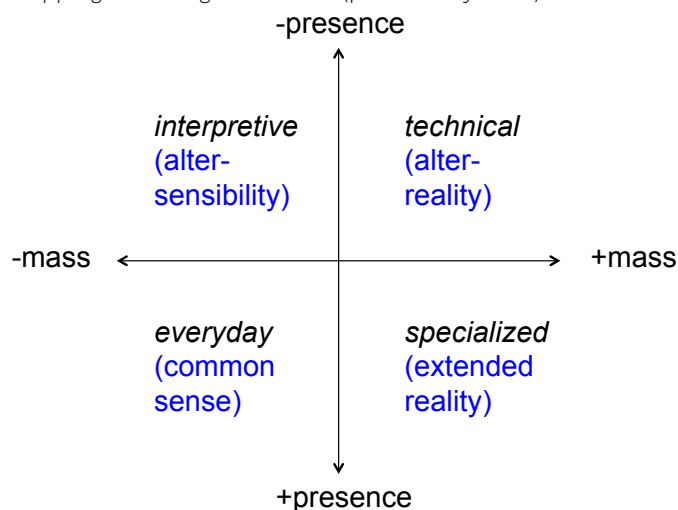 -presence
interpretive
(alter-
sensibility)
technical
(alter-
reality)
-mass
+mass
everyday
(common
sense)
specialized
(extended
reality)
+presence